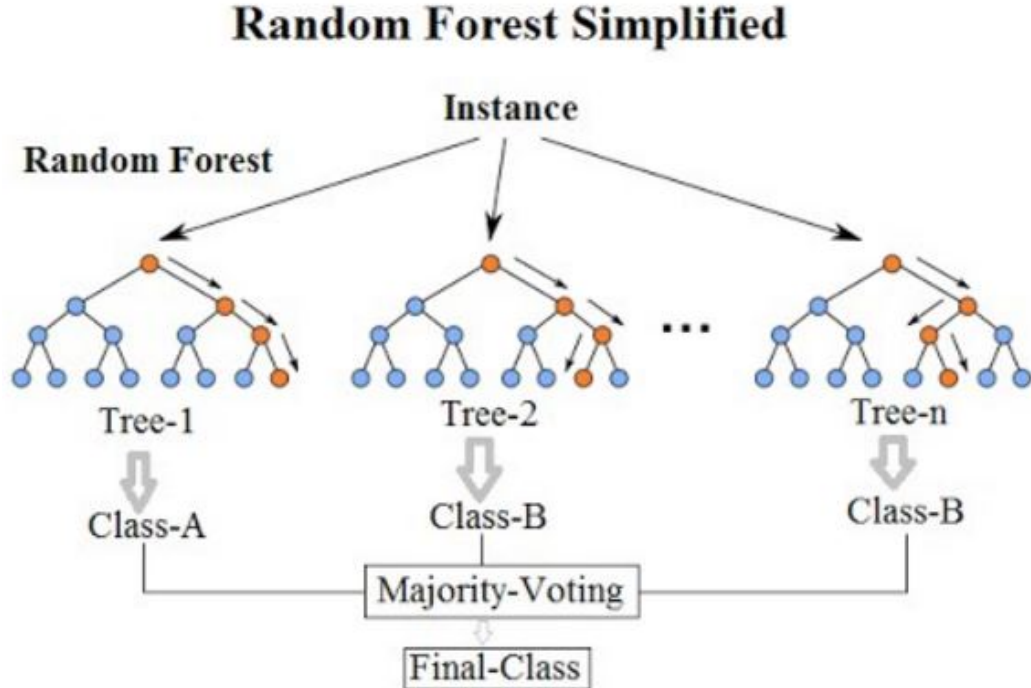 Random Forest Simplified
Instance
Random Forest
...
Tree-1
Tree-2
Tree-n
Class-A
Class-B
Class-B
Majority-Voting
Final-Class